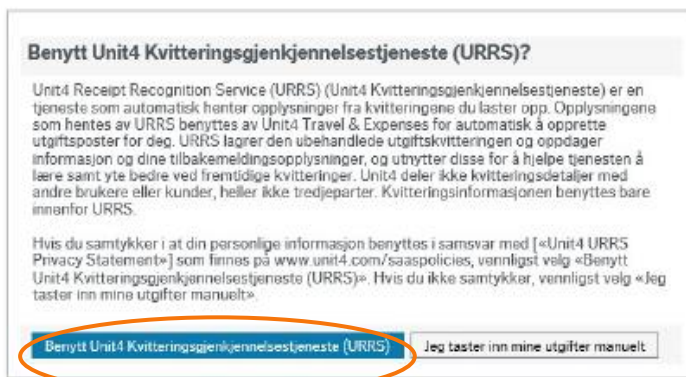 Benytt Unit4 Kvitteringsgjenkjennelsestjeneste (URRS)?
Unit4 Receipt Recognition Service (URRS) (Unit4 Kvitteringsgjenkjennelsestjeneste) er en
tjeneste som automatisk henter opplysninger fra kvitteringene du laster opp. Opplysningene
som hentes av URRS benyttes av Unit4 Travel & Expenses for automatisk å opprette
utgiftsposter for deg. URRS lagrer den ubehandlede utgiftskvitteringen og oppdager
informasjon og dine tilbakemeldingsopplysninger, og utnytter disse for å hjelpe tjenesten å
lære samt yte bedre ved fremtidige kvitteringer. Unit4 deler ikke kvitteringsdetaljer med
andre brukere eller kunder, heller ikke tredjeparter. Kvitteringsinformasjonen benyttes bare
innenfor URRS.
Hvis du samtykker i at din personlige informasjon benyttes i samsvar med [«Unit4 URRS
Privacy Statement»] som finnes på www.unit4.com/saaspolicies, vennligst velg «Benytt
Unit4 Kvitteringsgjenkjennelsestjeneste (URRS)». Hvis du ikke samtykker, vennligst velg «Jeg
taster inn mine utgifter manuelt».
Benytt Unit4 Kvitteringsgjenkjennelsestjeneste (URRS) Jeg taster inn mine utgifter manuelt